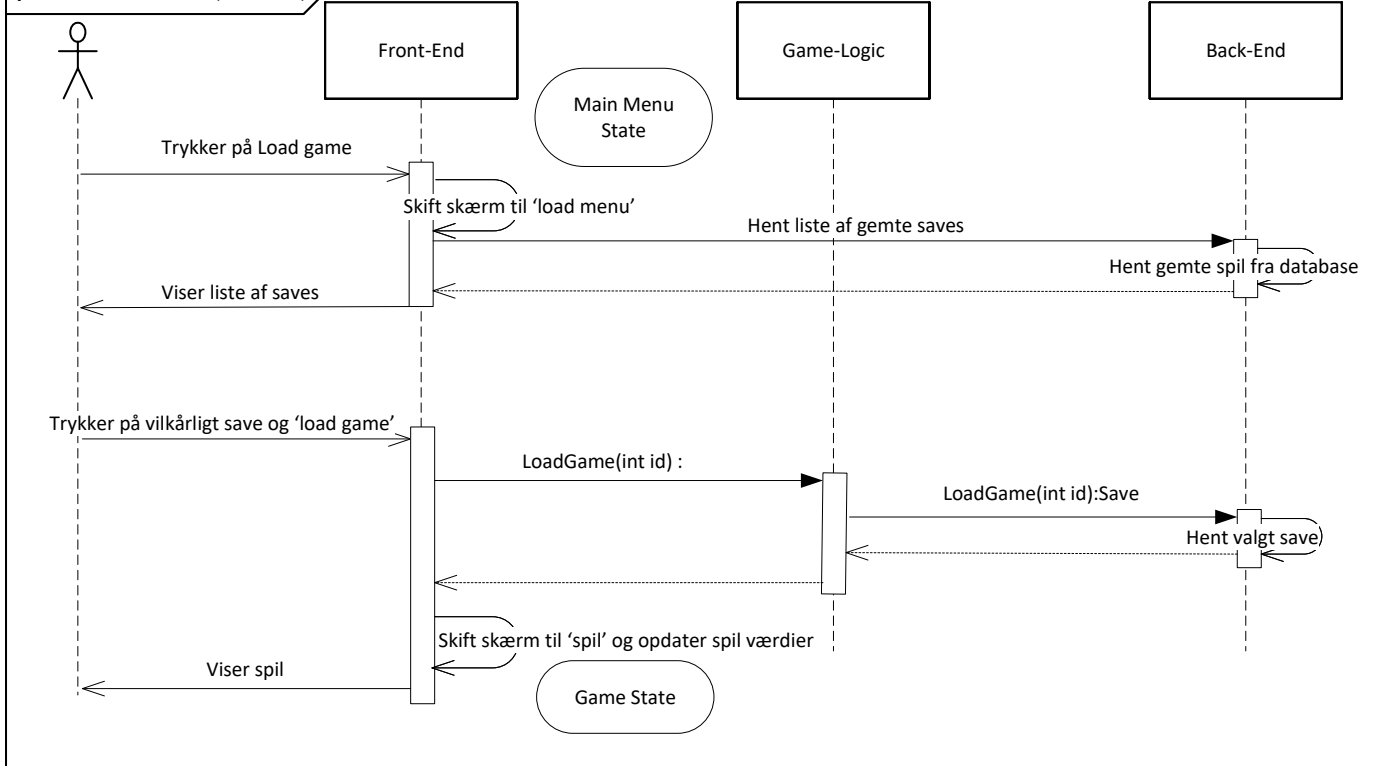 Front-End
Game-Logic
Back-End
Main Menu
State
Trykker på Load game
Skift skærm til ‘load menu’
Hent liste af gemte saves
Hent gemte spil fra database
Viser liste af saves
Trykker på vilkårligt save og ‘load game’
LoadGame(int id) :
LoadGame(int id):Save
Hent valgt save
Skift skærm til ‘spil’ og opdater spil værdier
Viser spil
Game State